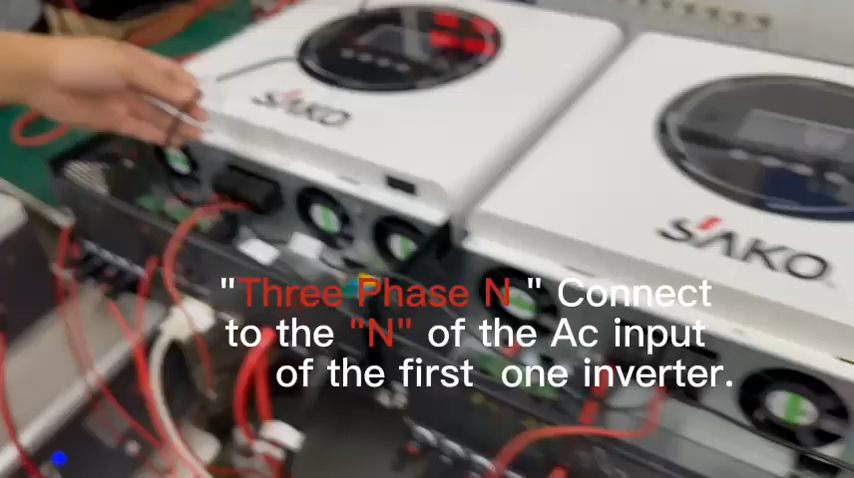 SAKO
SAKO
"Three Phase N " Connect
to the "N" of the Ac input
of the first one inverter.